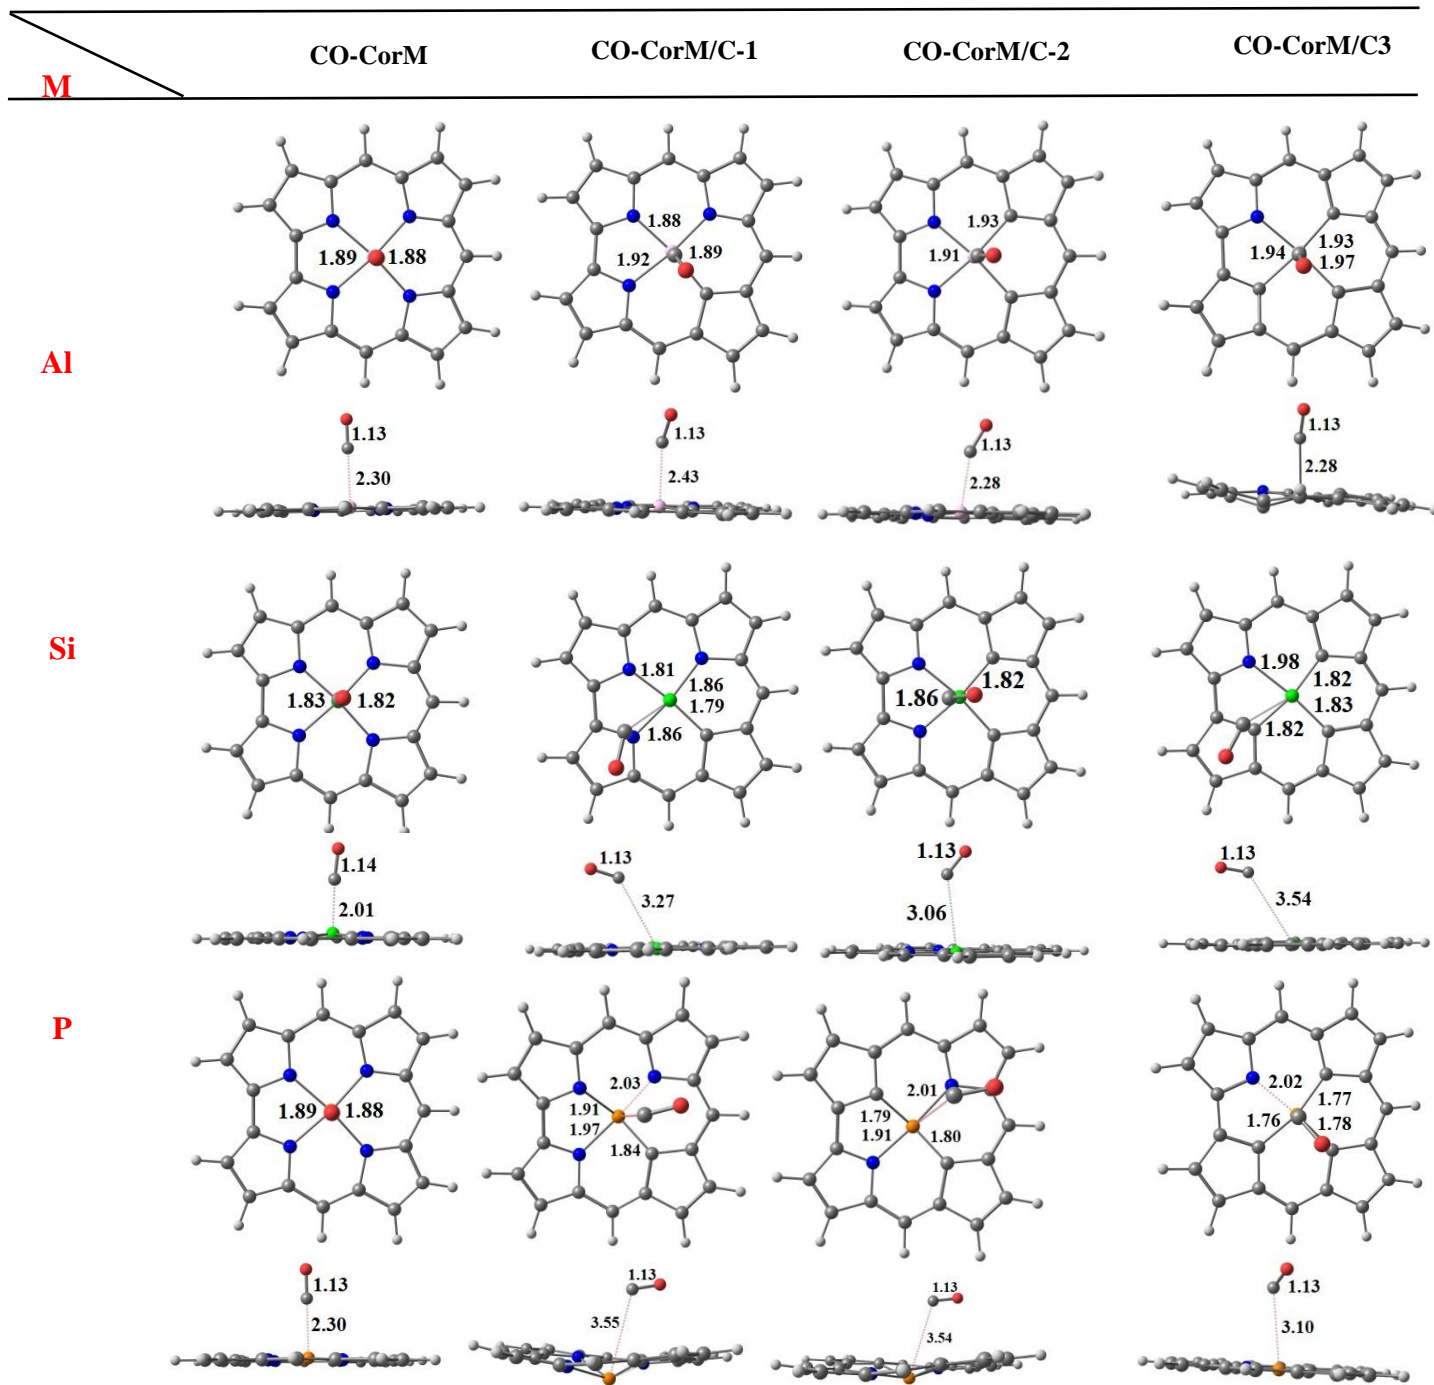 CO-CorM CO-CorM/C-1 CO-CorM/C-2 CO-CorM/C3
M
1.89 1.88 1.88 1.92 1.89 1.93 1.91 1.94 1.93 1.97
Al
1.13 1.13 1.13 1.13
2.30 2.43 2.28 2.28
Si
1.83 1.82 1.81 1.86 1.79 1.86 1.86 1.82 1.98 1.82 1.83 1.82
1.14 1.13 1.13 1.13
2.01 3.27 3.06 3.54
P
1.89 1.88 2.03 1.91 1.97 1.84 2.01 1.79 1.91 1.80 2.02 1.77 1.76 1.78
1.13 1.13 1.13 1.13
2.30 3.55 3.54 3.10